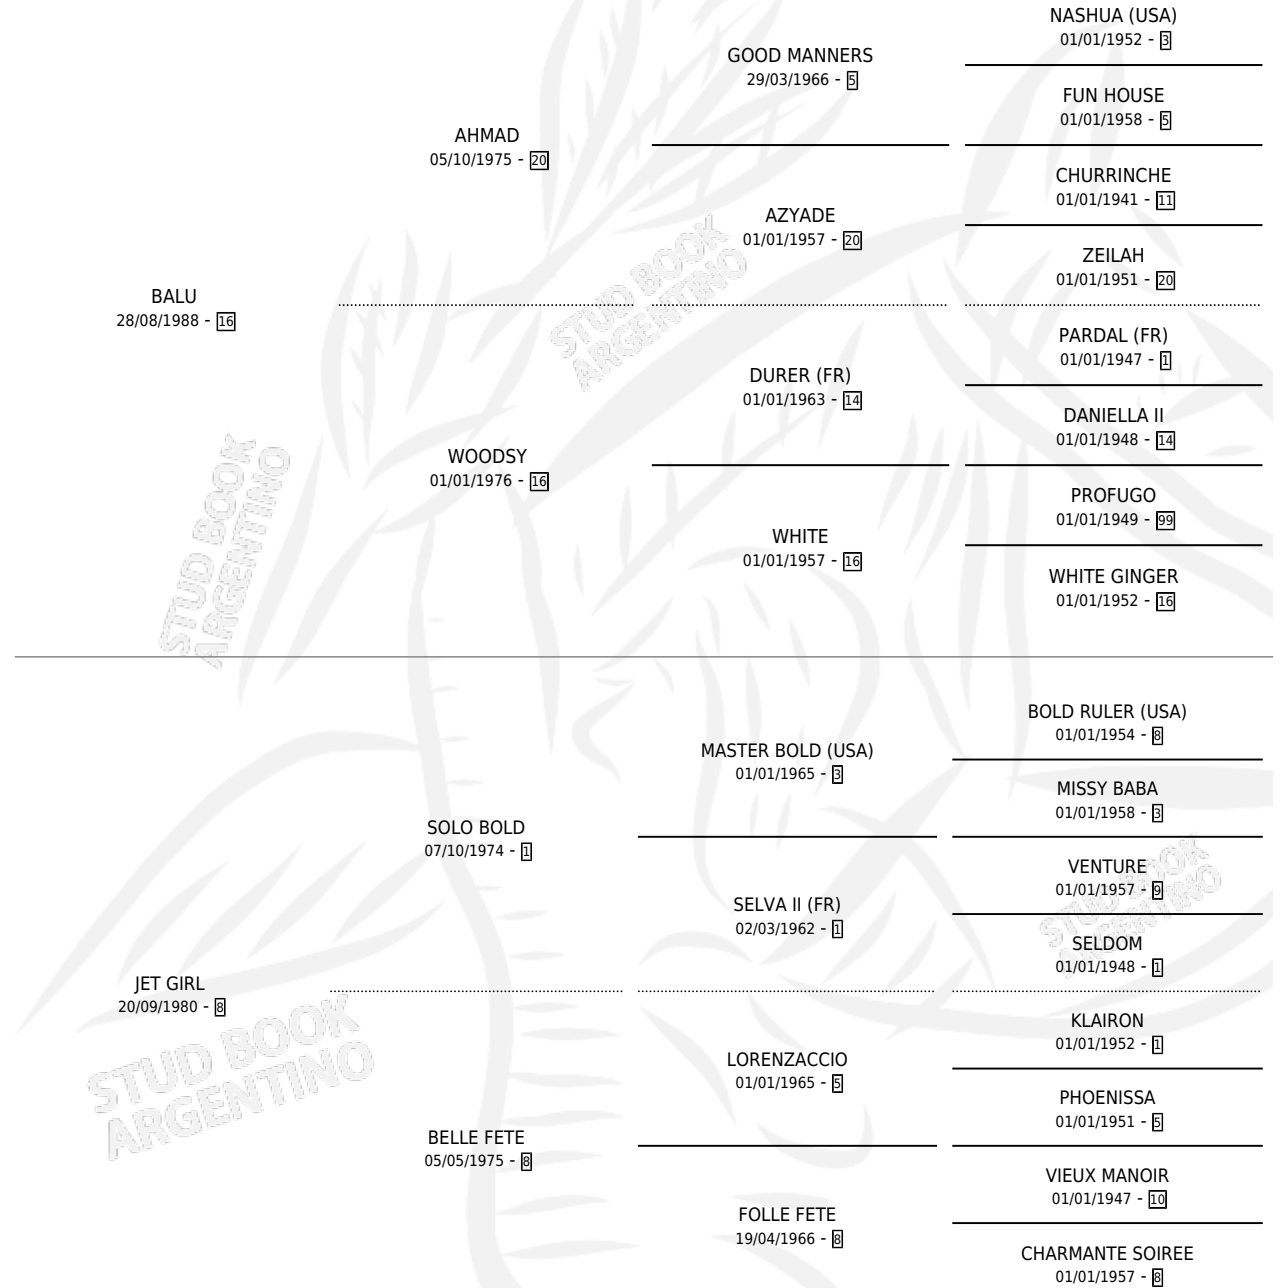 NASHUA (USA)
01/01/1952 - 3
GOOD MANNERS
29/03/1966 - 5
FUN HOUSE
01/01/1958 - 5
AHMAD
05/10/1975 - 20
CHURRINCHE
01/01/1941 - 11
AZYADE
01/01/1957 - 20
ZEILAH
01/01/1951 - 20
BALU
28/08/1988 - 16
STUD BOOK
ARGENTINO
PARDAL (FR)
01/01/1947 - 1
DURER (FR)
01/01/1963 - 14
DANIELLA II
01/01/1948 - 14
WOODSY
01/01/1976 - 16
PROFUGO
01/01/1949 - 99
WHITE
01/01/1957 - 16
WHITE GINGER
01/01/1952 - 16
STUD BOOK
ARGENTINO
BOLD RULER (USA)
01/01/1954 - 8
MASTER BOLD (USA)
01/01/1965 - 3
MISSY BABA
01/01/1958 - 3
SOLO BOLD
07/10/1974 - 1
VENTURE
01/01/1957 - 9
SELVA II (FR)
02/03/1962 - 1
STUD BOOK
ARGENTINO
SELDOM
01/01/1948 - 1
JET GIRL
20/09/1980 - 8
KLAIRON
01/01/1952 - 1
LORENZACCIO
01/01/1965 - 5
STUD BOOK
ARGENTINO
PHOENISSA
01/01/1951 - 5
BELLE FETE
05/05/1975 - 8
VIEUX MANOIR
01/01/1947 - 10
FOLLE FETE
19/04/1966 - 8
CHARMANTE SOIREE
01/01/1957 - 8